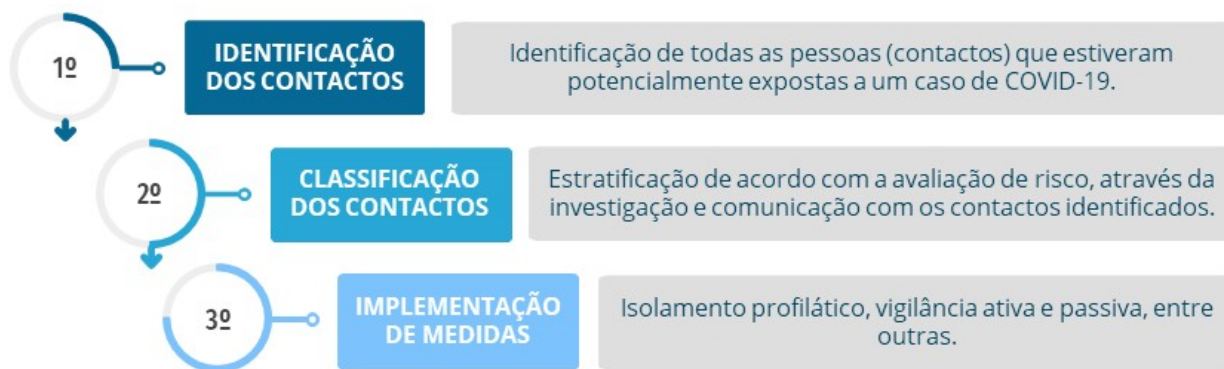 1º
IDENTIFICAÇÃO
DOS CONTACTOS
Identificação de todas as pessoas (contactos) que estiveram
potencialmente expostas a um caso de COVID-19.
2º
CLASSIFICAÇÃO
DOS CONTACTOS
Estratificação de acordo com a avaliação de risco, através da
investigação e comunicação com os contactos identificados.
3º
IMPLEMENTAÇÃO
DE MEDIDAS
Isolamento profilático, vigilância ativa e passiva, entre
outras.